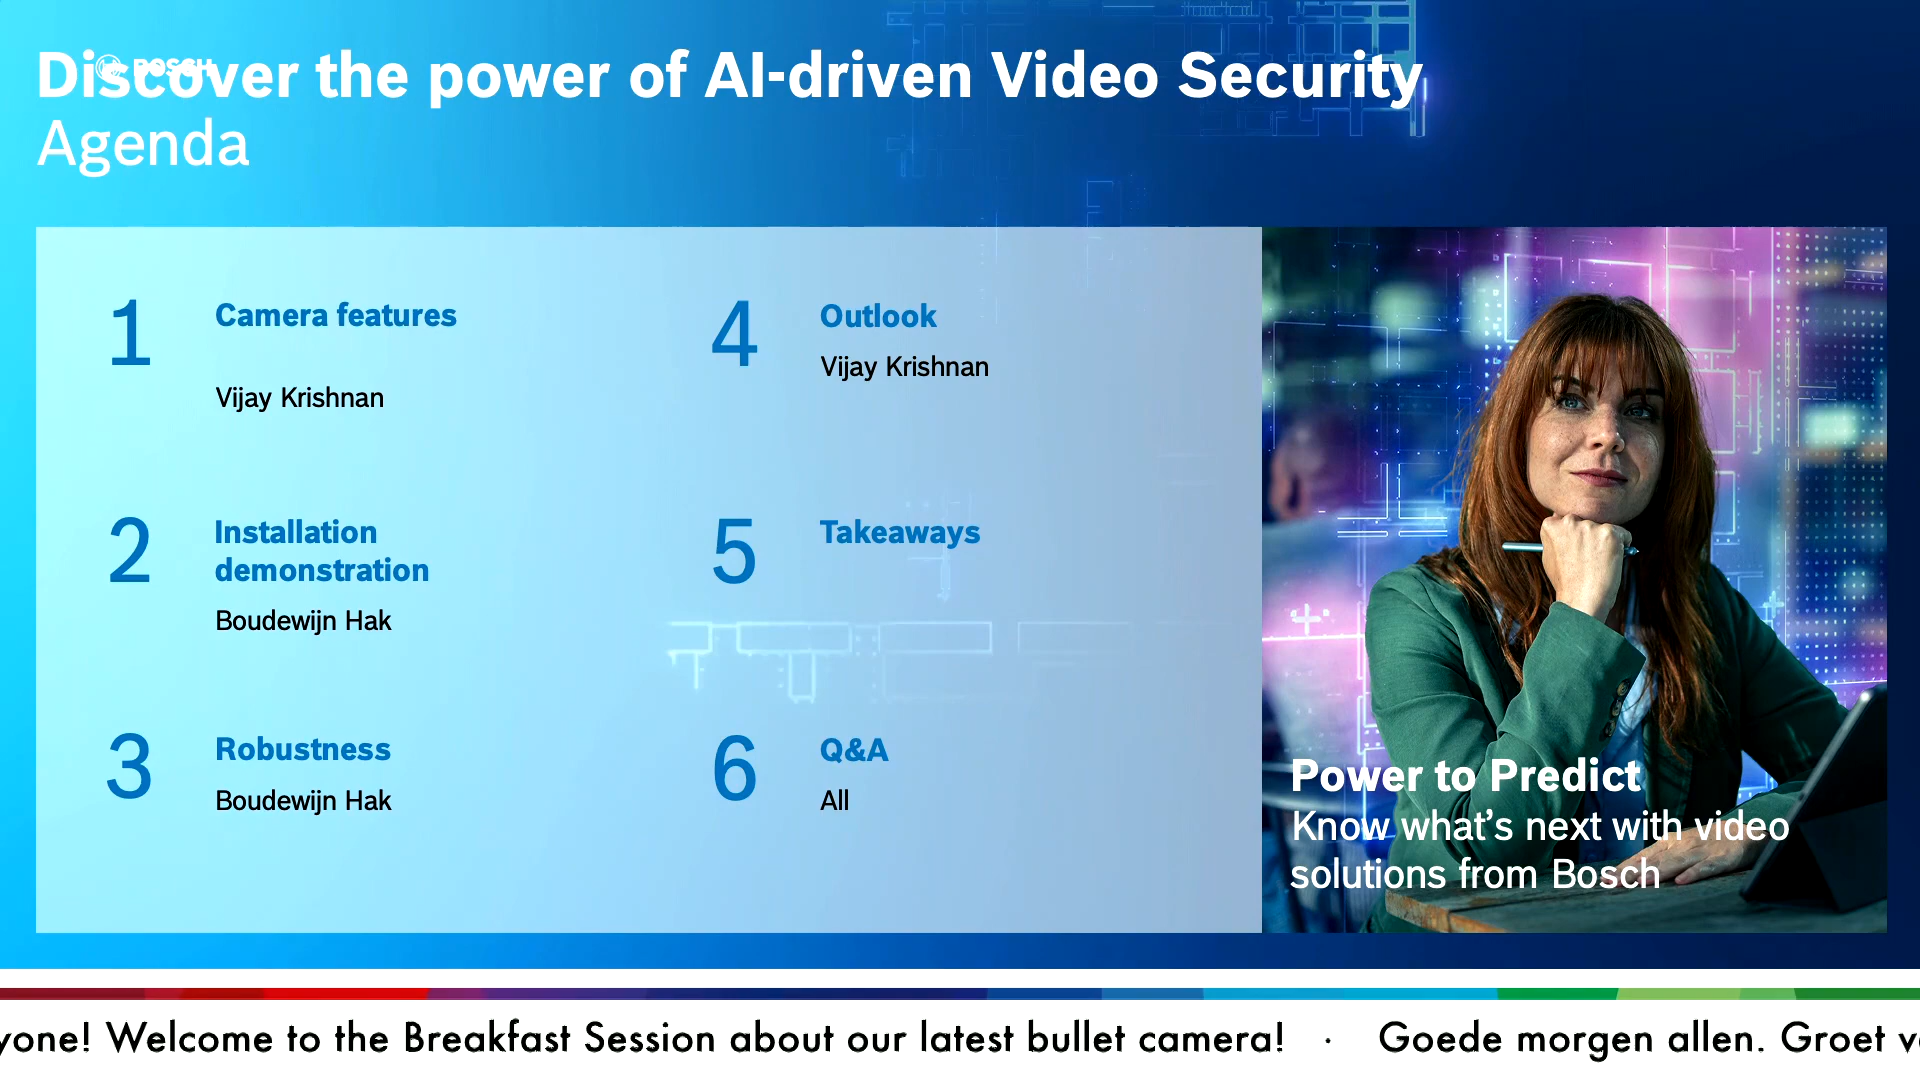 BOSCH
Discover the power of AI-driven Video Security
Agenda
1
Camera features
Vijay Krishnan
2
Installation
demonstration
Boudewijn Hak
3
Robustness
Boudewijn Hak
4
Outlook
Vijay Krishnan
5
Takeaways
6
Q&A
All
Power to Predict
Know what’s next with video
solutions from Bosch
Welcome to the Breakfast Session about our latest bullet camera! · Goede morgen allen. Groet